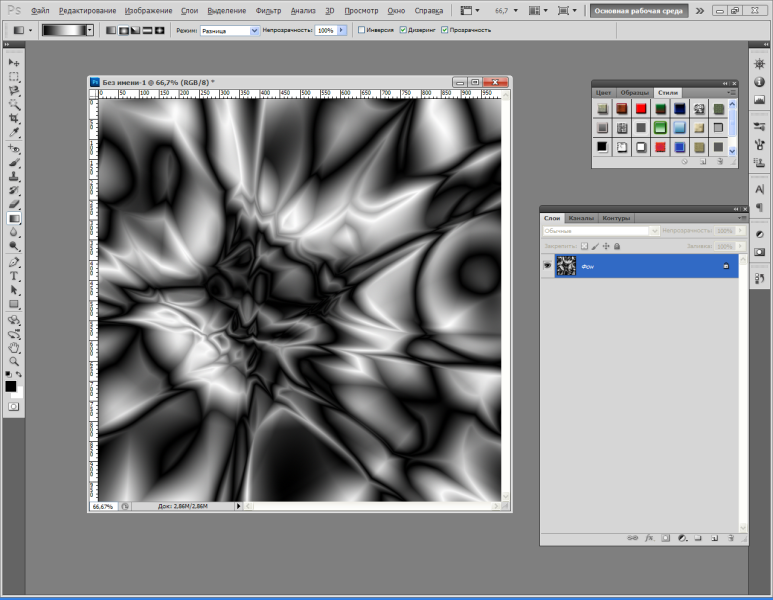 Ps Файл Редактирование Изображение Слои Выделение Фильтр Анализ 3D Просмотр Окно Справка 66,7 Основная рабочая среда
Режим: Разница Непрозрачность: 100% Инверсия Дизеринг Прозрачность
Ps Без имени-1 @ 66,7% (RGB/8) *
0 50 100 150 200 250 300 350 400 450 500 550 600 650 700 750 800 850 900 950
Цвет Образцы Стили
Слои Каналы Контуры
Обычные Непрозрачность: 100%
Закрепить: Заливка: 100%
Фон
T
A
66,67% Док: 2,86M/2,86M
fx